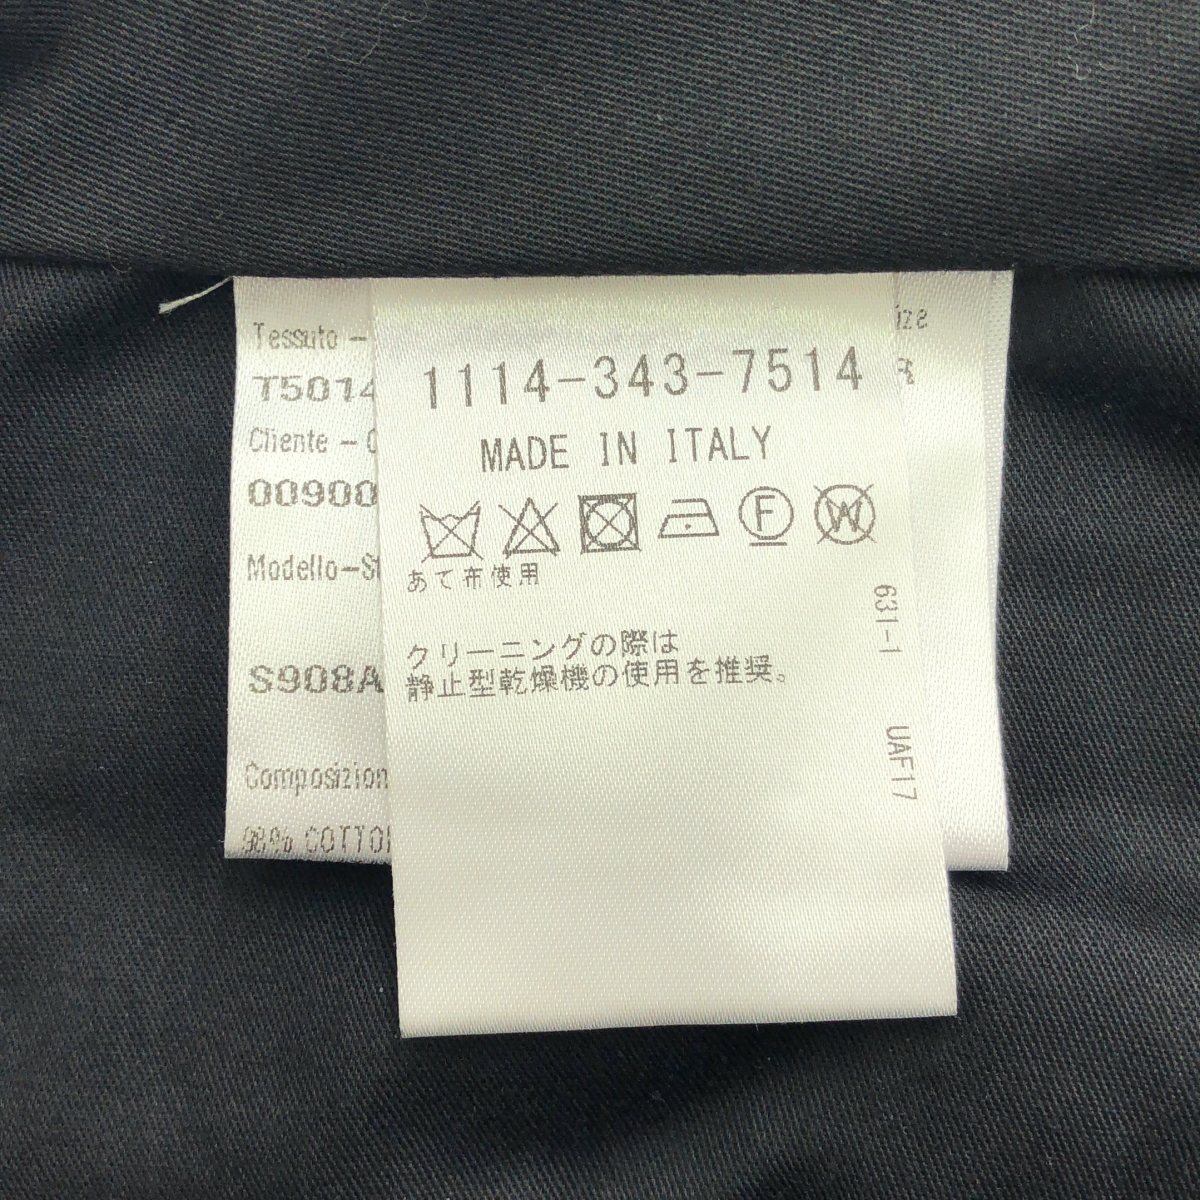 Tessuto -
T5014
Cliente -
00900
Modello-
S908A
98%
1114-343-7514
MADE IN ITALY
F W
あて布使用
クリーニングの際は
静止型乾燥機の使用を推奨。
631-1
UAF17